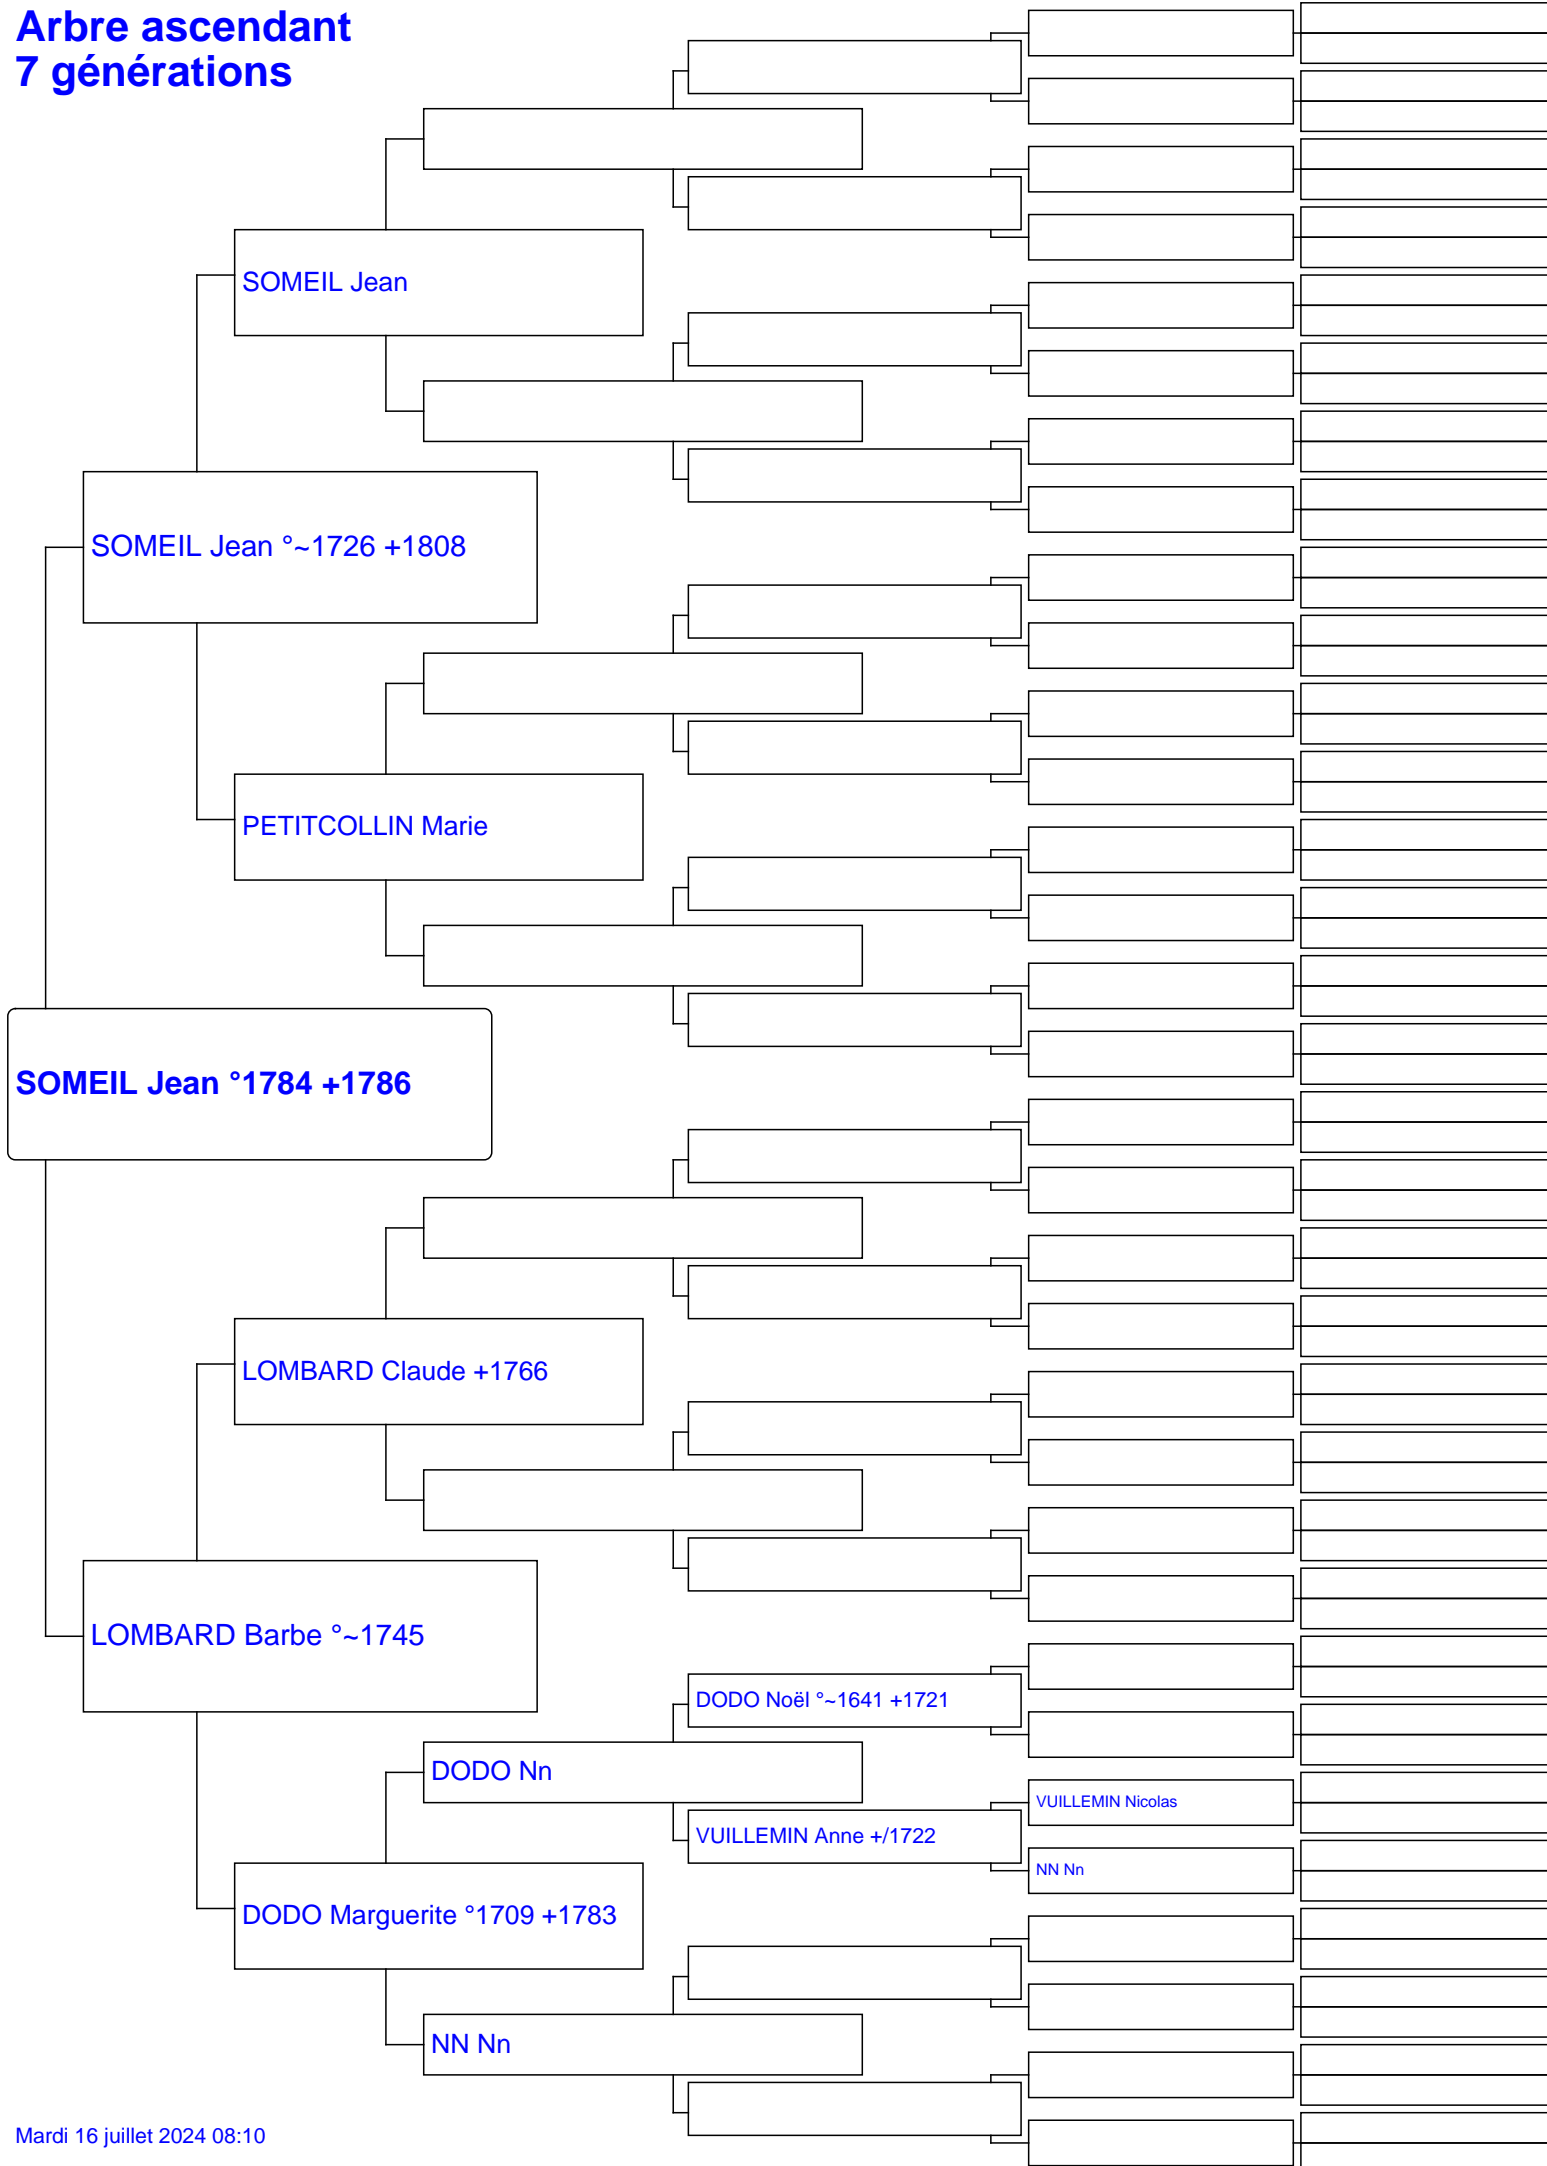 Arbre ascendant
7 générations
SOMEIL Jean
SOMEIL Jean °~1726 +1808
PETITCOLLIN Marie
SOMEIL Jean °1784 +1786
LOMBARD Claude +1766
LOMBARD Barbe °~1745
DODO Noël °~1641 +1721
DODO Nn
VUILLEMIN Nicolas
VUILLEMIN Anne +/1722
NN Nn
DODO Marguerite °1709 +1783
NN Nn
Mardi 16 juillet 2024 08:10